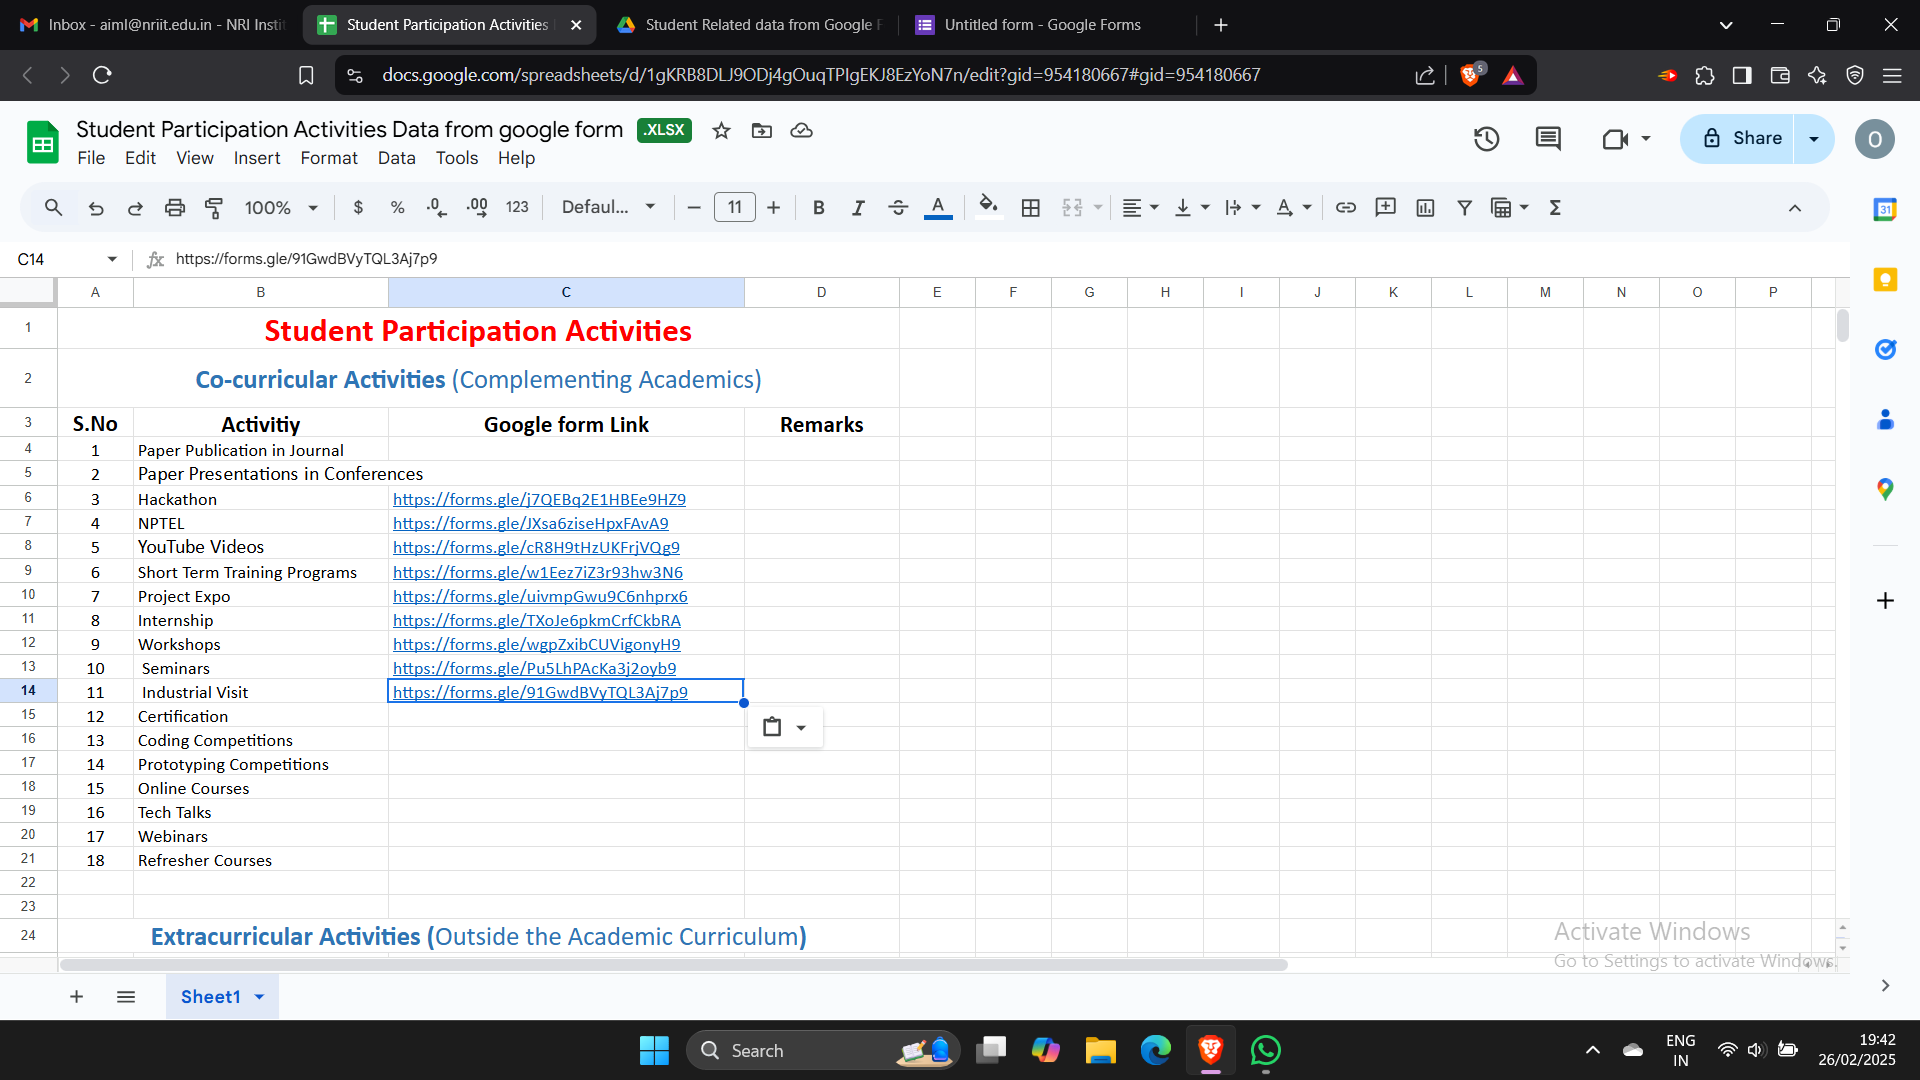 Inbox - aiml@nriit.edu.in - NRI Insti
Student Participation Activities
Student Related data from Google F
Untitled form - Google Forms
docs.google.com/spreadsheets/d/1gKRB8DLJ9ODj4gOuqTPIgEKJ8EzYoN7n/edit?gid=954180667#gid=954180667
5
Student Participation Activities Data from google form .XLSX
File Edit View Insert Format Data Tools Help
Share
O
100% $ % .0 .00 123 Defaul... 11 B I S A
31
C14 fx https://forms.gle/91GwdBVyTQL3Aj7p9
A B C D E F G H I J K L M N O P
1 Student Participation Activities
2 Co-curricular Activities (Complementing Academics)
3 S.No Activitiy Google form Link Remarks
4 1 Paper Publication in Journal
5 2 Paper Presentations in Conferences
6 3 Hackathon https://forms.gle/j7QEBq2E1HBEe9HZ9
7 4 NPTEL https://forms.gle/JXsa6ziseHpxFAvA9
8 5 YouTube Videos https://forms.gle/cR8H9tHzUKFrjVQg9
9 6 Short Term Training Programs https://forms.gle/w1Eez7iZ3r93hw3N6
10 7 Project Expo https://forms.gle/uivmpGwu9C6nhprx6
11 8 Internship https://forms.gle/TXoJe6pkmCrfCkbRA
12 9 Workshops https://forms.gle/wgpZxibCUVigonyH9
13 10 Seminars https://forms.gle/Pu5LhPAcKa3j2oyb9
14 11 Industrial Visit https://forms.gle/91GwdBVyTQL3Aj7p9
15 12 Certification
16 13 Coding Competitions
17 14 Prototyping Competitions
18 15 Online Courses
19 16 Tech Talks
20 17 Webinars
21 18 Refresher Courses
22
23
24 Extracurricular Activities (Outside the Academic Curriculum)
Activate Windows
Go to Settings to activate Windows.
Sheet1
Search
ENG
IN
19:42
26/02/2025